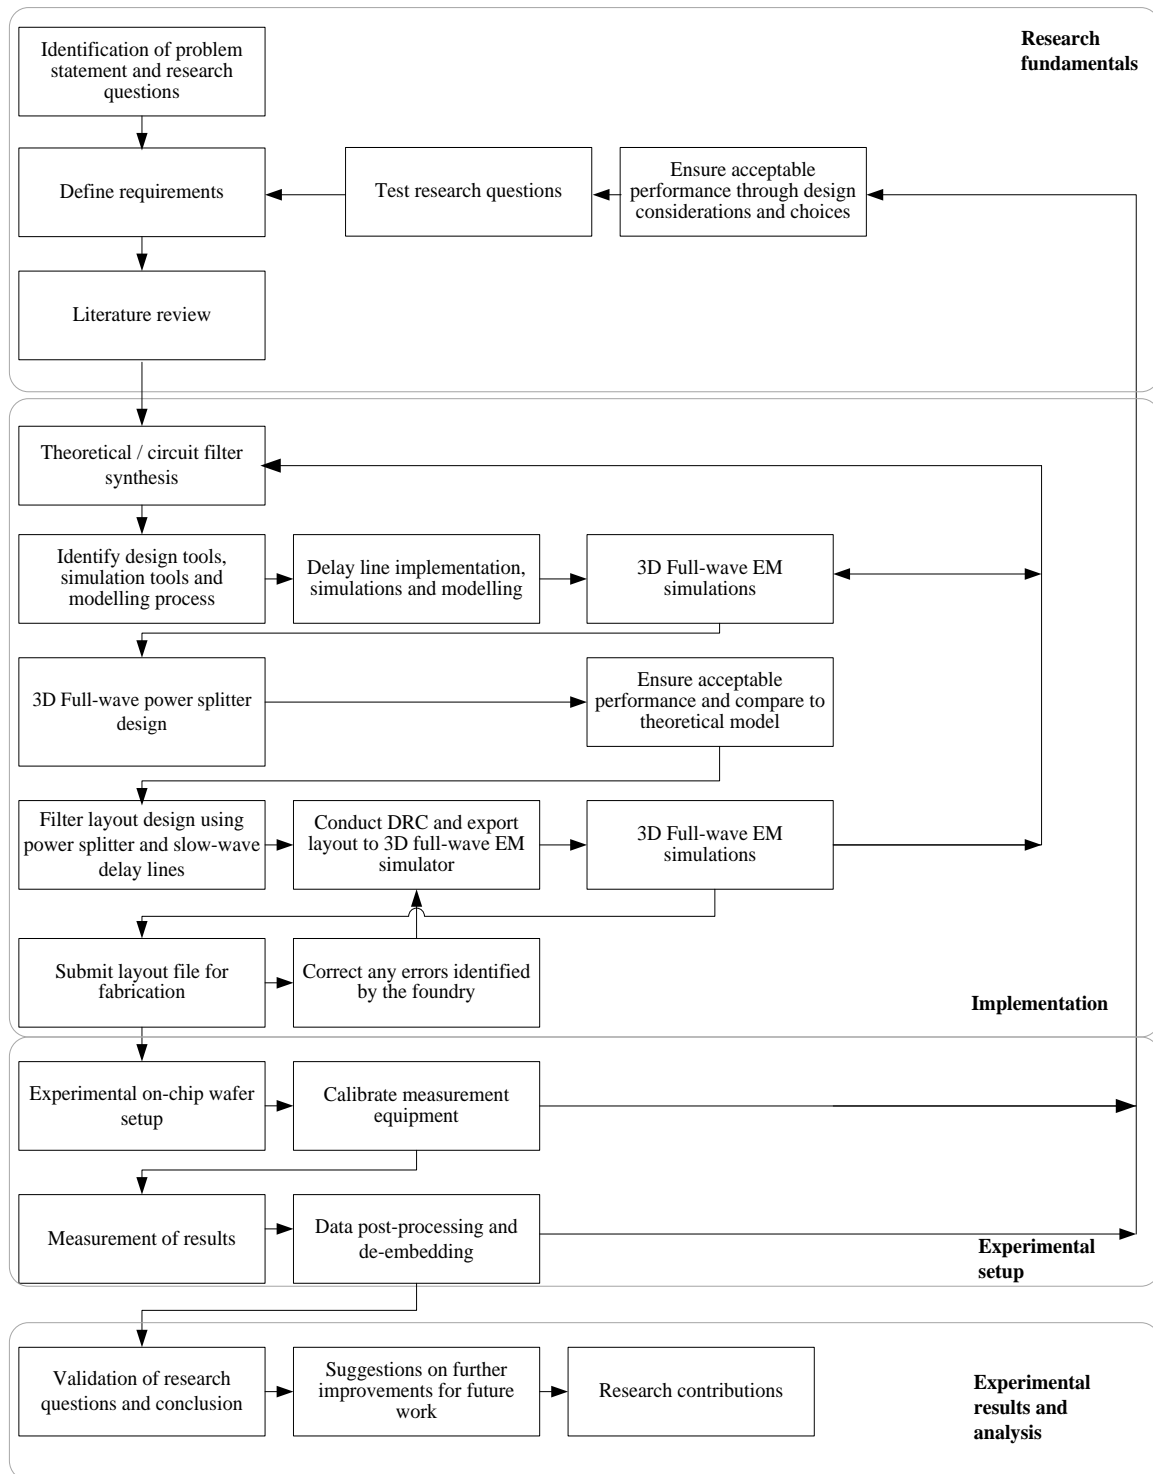 Identification of problem
statement and research
questions
Research
fundamentals
Define requirements
Test research questions
Ensure acceptable
performance through design
considerations and choices
Literature review
Theoretical / circuit filter
synthesis
Identify design tools,
simulation tools and
modelling process
Delay line implementation,
simulations and modelling
3D Full-wave EM
simulations
3D Full-wave power splitter
design
Ensure acceptable
performance and compare to
theoretical model
Filter layout design using
power splitter and slow-wave
delay lines
Conduct DRC and export
layout to 3D full-wave EM
simulator
3D Full-wave EM
simulations
Submit layout file for
fabrication
Correct any errors identified
by the foundry
Implementation
Experimental on-chip wafer
setup
Calibrate measurement
equipment
Measurement of results
Data post-processing and
de-embedding
Experimental
setup
Validation of research
questions and conclusion
Suggestions on further
improvements for future
work
Research contributions
Experimental
results and
analysis